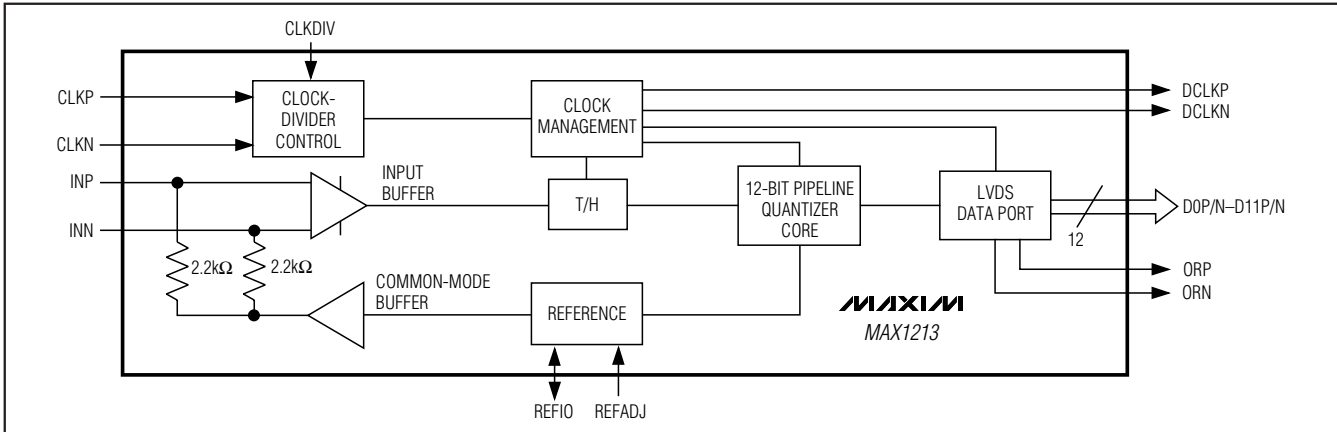 CLKDIV
CLKP
CLKN
CLOCK-
DIVIDER
CONTROL
CLOCK
MANAGEMENT
DCLKP
DCLKN
INP
INN
INPUT
BUFFER
T/H
12-BIT PIPELINE
QUANTIZER
CORE
LVDS
DATA PORT
12
D0P/N–D11P/N
2.2kΩ
2.2kΩ
COMMON-MODE
BUFFER
REFERENCE
ORP
ORN
MAXIM
MAX1213
REFIO
REFADJ